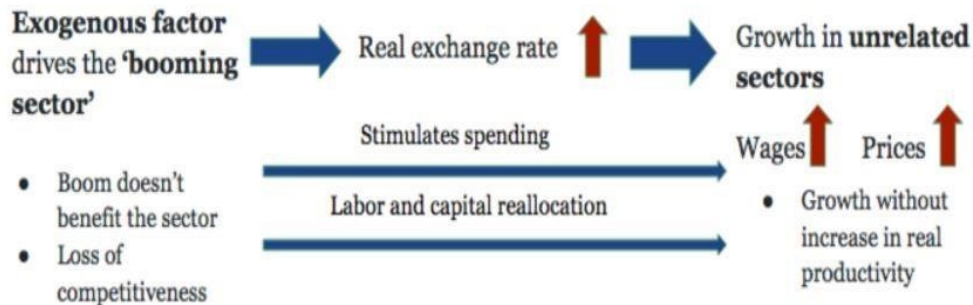 Exogenous factor
drives the ‘booming
sector’
Real exchange rate
Growth in unrelated
sectors
Stimulates spending
Wages Prices
Labor and capital reallocation
• Boom doesn't
benefit the sector
• Loss of
competitiveness
• Growth without
increase in real
productivity